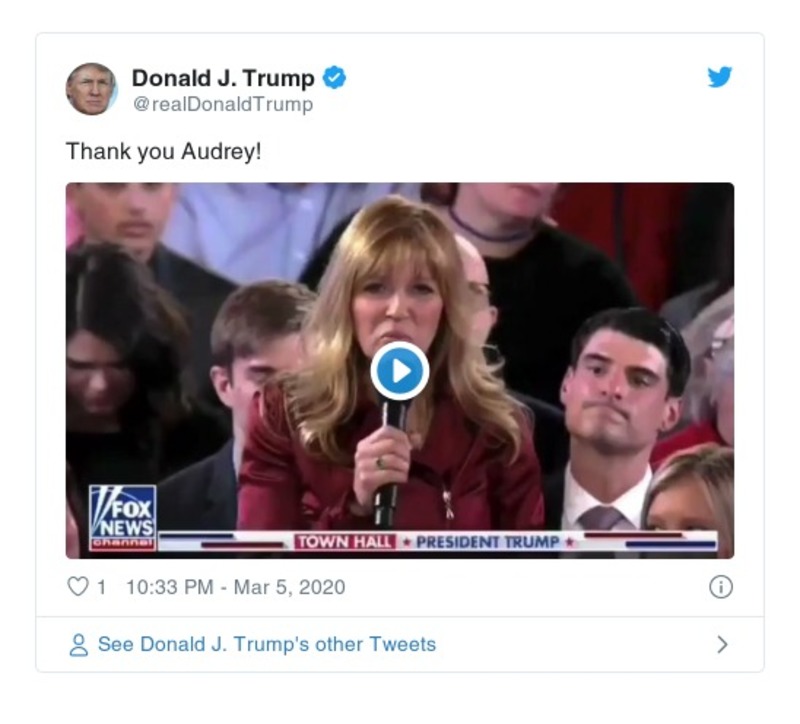 Donald J. Trump
@realDonaldTrump
Thank you Audrey!
FOX
NEWS
channel
TOWN HALL ★ PRESIDENT TRUMP ★
1 10:33 PM - Mar 5, 2020
See Donald J. Trump's other Tweets